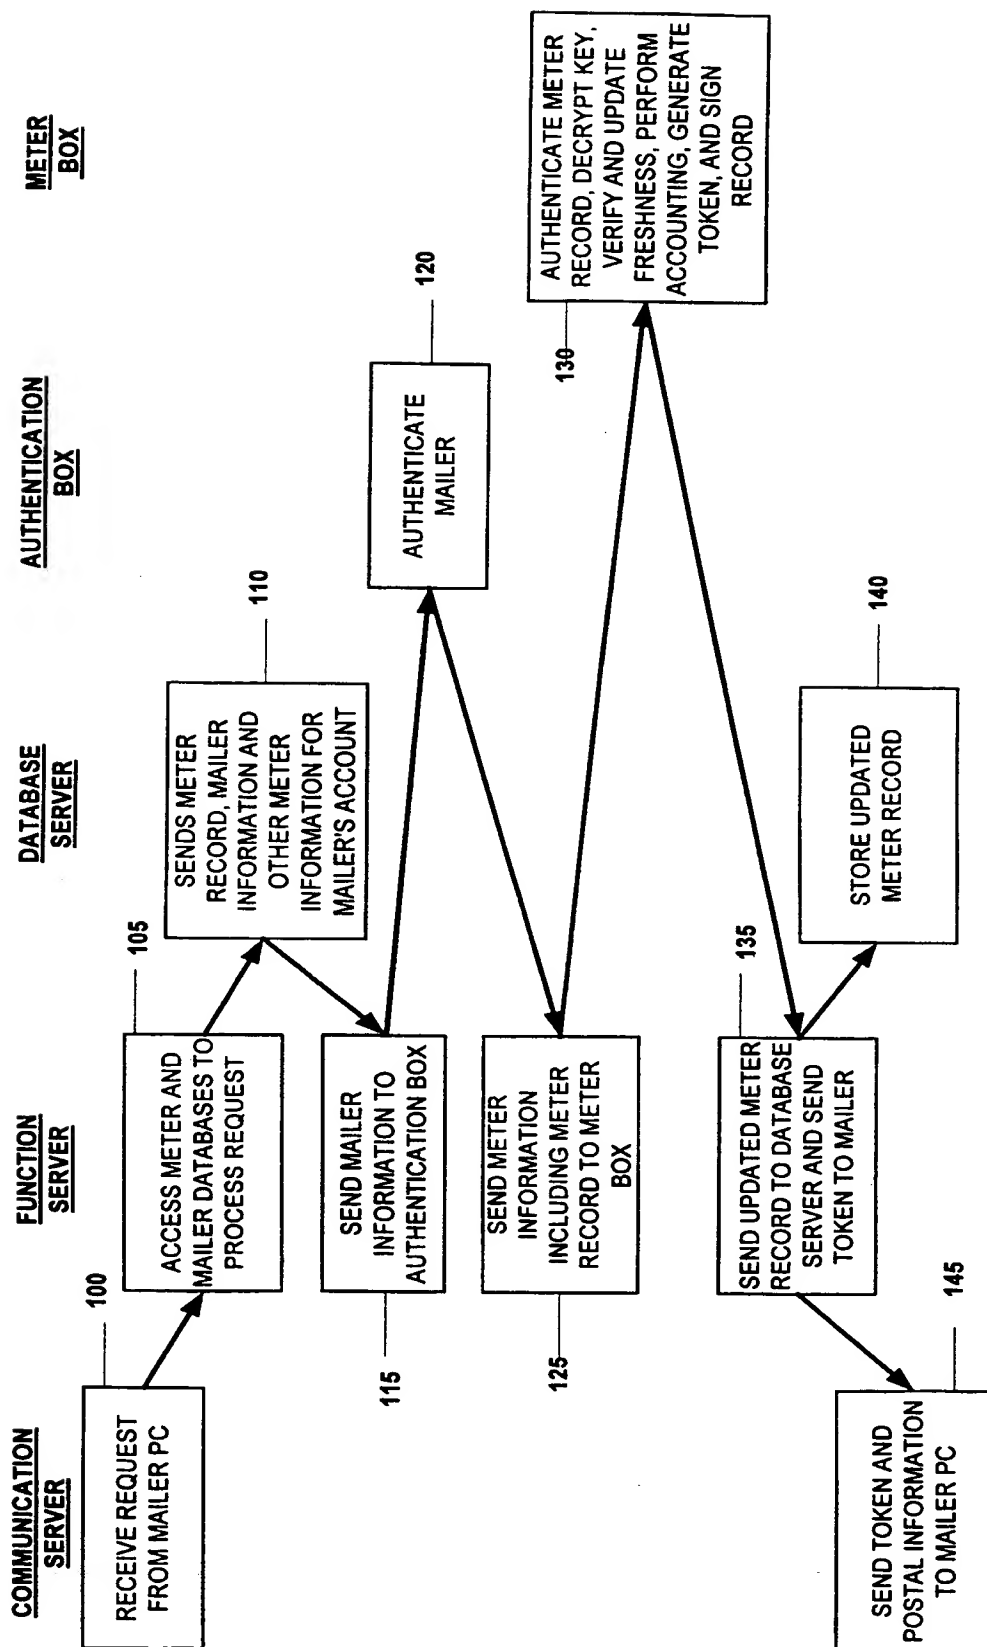 COMMUNICATION
SERVER
FUNCTION
SERVER
DATABASE
SERVER
AUTHENTICATION
BOX
METER
BOX
100
RECEIVE REQUEST
FROM MAILER PC
105
ACCESS METER AND
MAILER DATABASES TO
PROCESS REQUEST
110
SENDS METER
RECORD, MAILER
INFORMATION AND
OTHER METER
INFORMATION FOR
MAILER'S ACCOUNT
115
SEND MAILER
INFORMATION TO
AUTHENTICATION BOX
120
AUTHENTICATE
MAILER
125
SEND METER
INFORMATION
INCLUDING METER
RECORD TO METER
BOX
130
AUTHENTICATE METER
RECORD, DECRYPT KEY,
VERIFY AND UPDATE
FRESHNESS, PERFORM
ACCOUNTING, GENERATE
TOKEN, AND SIGN
RECORD
135
SEND UPDATED METER
RECORD TO DATABASE
SERVER AND SEND
TOKEN TO MAILER
140
STORE UPDATED
METER RECORD
145
SEND TOKEN AND
POSTAL INFORMATION
TO MAILER PC